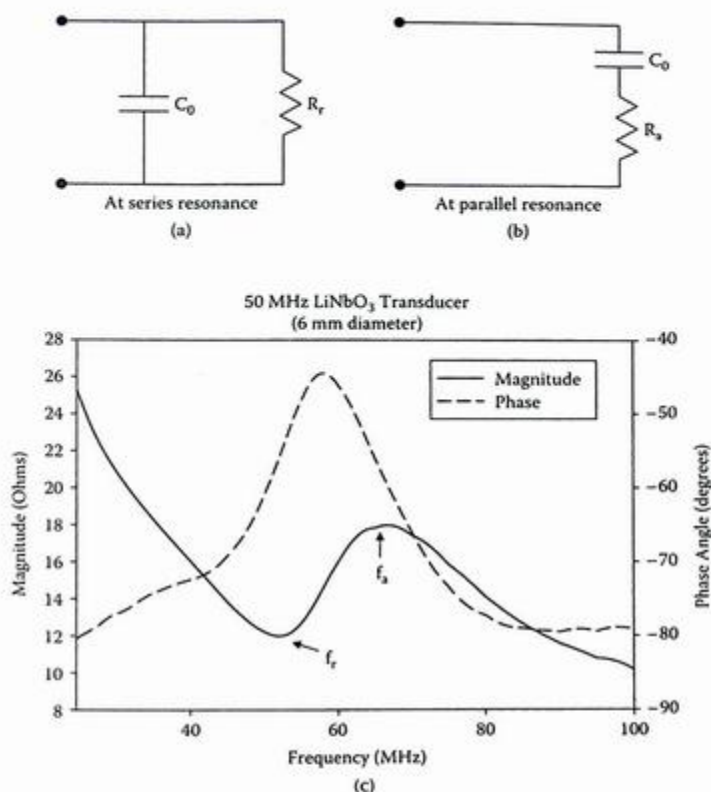 C₀
Rᵣ
At series resonance
(a)
C₀
Rₐ
At parallel resonance
(b)
50 MHz LiNbO₃ Transducer
(6 mm diameter)
28
26
24
22
20
18
16
14
12
10
8
Magnitude (Ohms)
Magnitude
Phase
fₐ
fᵣ
−40
−50
−60
−70
−80
−90
Phase Angle (degrees)
40
60
80
100
Frequency (MHz)
(c)